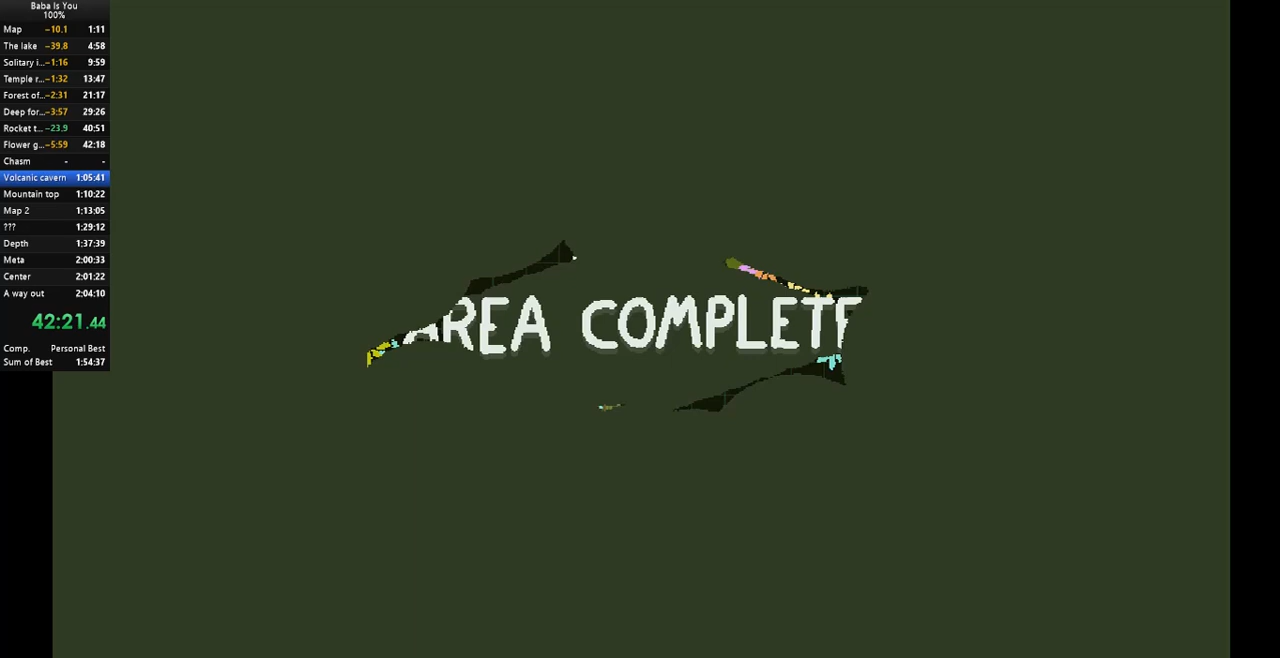 Baba Is You
100%
Map −10.1 1:11
The lake −39.8 4:58
Solitary i... −1:16 9:59
Temple r... −1:32 13:47
Forest of... −2:31 21:17
Deep for... −3:57 29:26
Rocket t... −23.9 40:51
Flower g... −5:59 42:18
Chasm - -
Volcanic cavern 1:05:41
Mountain top 1:10:22
Map 2 1:13:05
??? 1:29:12
Depth 1:37:39
Meta 2:00:33
Center 2:01:22
A way out 2:04:10
42:21.44
Comp. Personal Best
Sum of Best 1:54:37
AREA COMPLETE